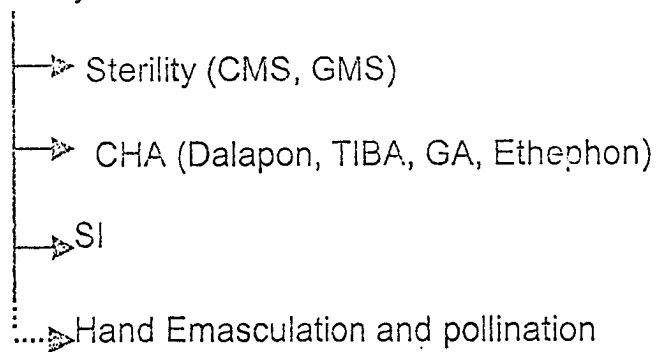 Sterility (CMS, GMS)
CHA (Dalapon, TIBA, GA, Ethephon)
SI
Hand Emasculation and pollination